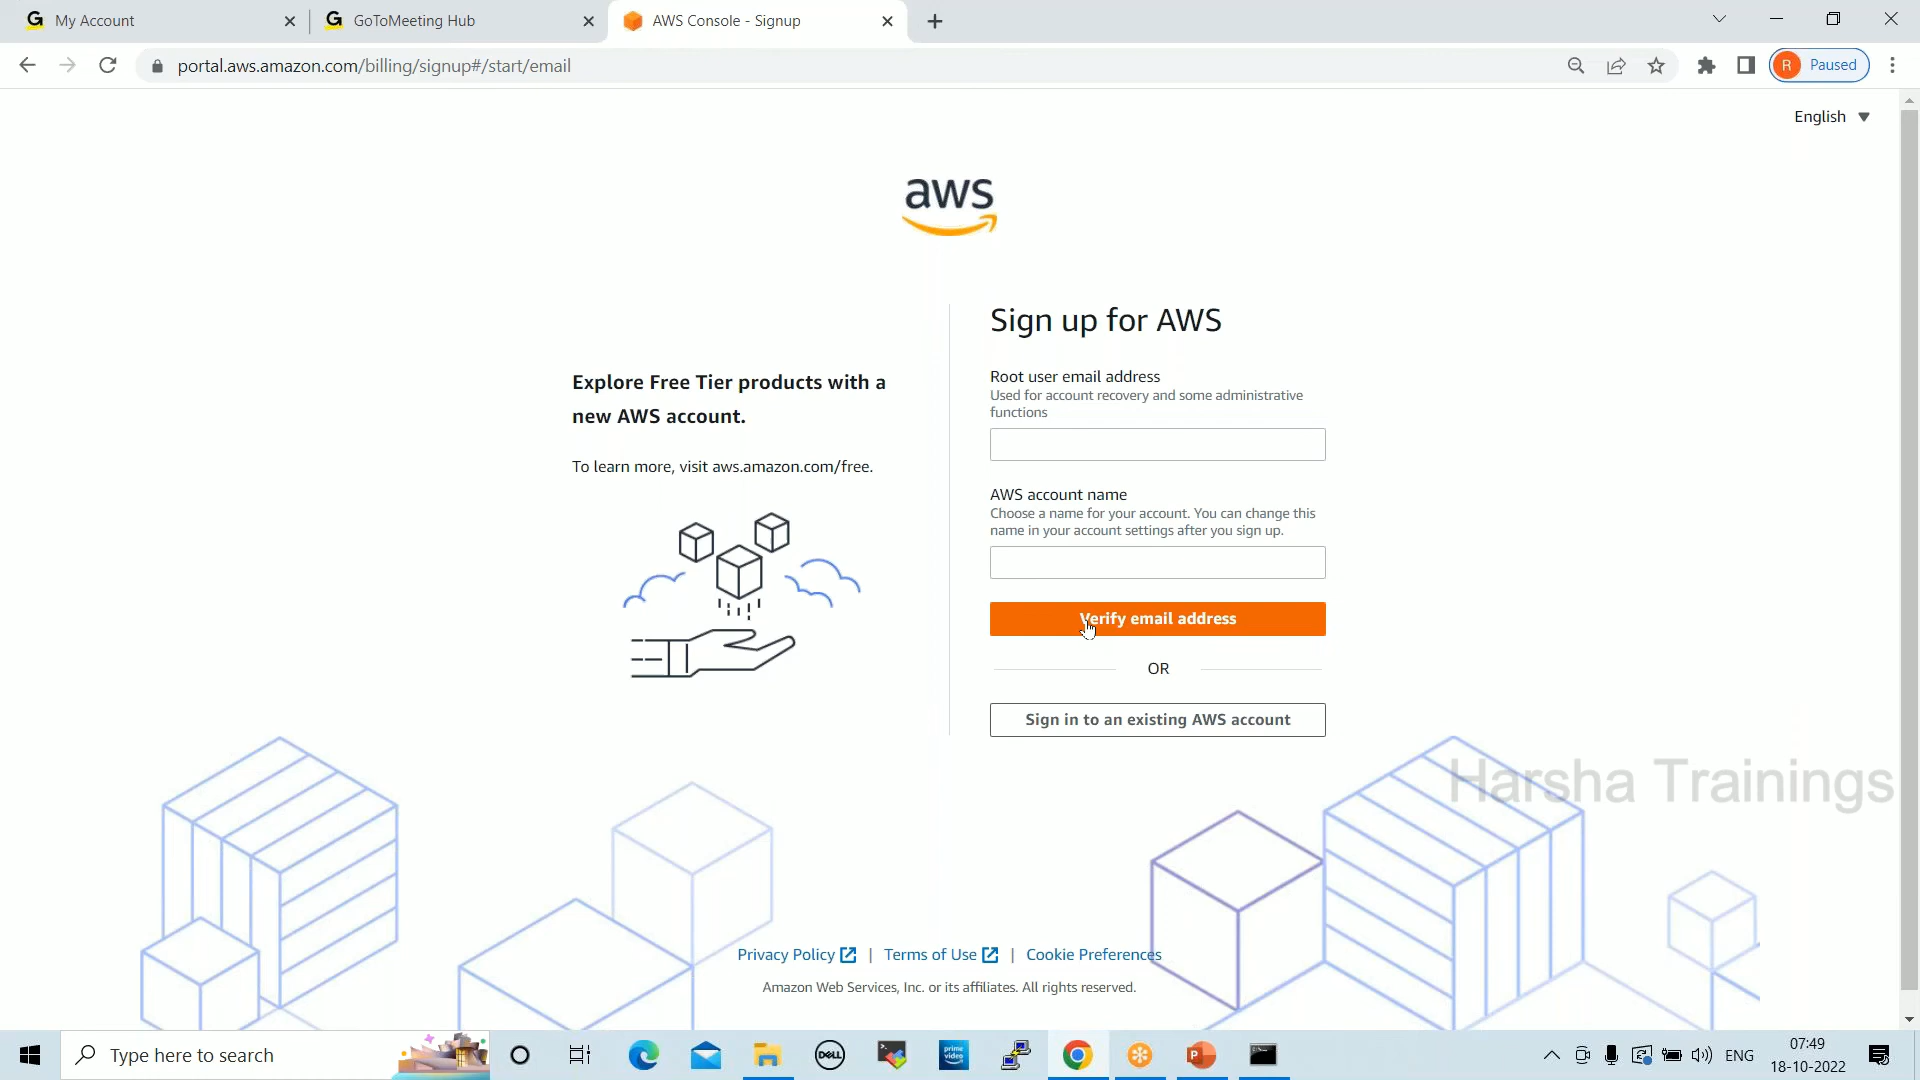 My Account
GoToMeeting Hub
AWS Console - Signup
portal.aws.amazon.com/billing/signup#/start/email
R
Paused
English
aws
Sign up for AWS
Explore Free Tier products with a
new AWS account.
To learn more, visit aws.amazon.com/free.
Root user email address
Used for account recovery and some administrative
functions
AWS account name
Choose a name for your account. You can change this
name in your account settings after you sign up.
Verify email address
OR
Sign in to an existing AWS account
Harsha Trainings
Privacy Policy | Terms of Use | Cookie Preferences
Amazon Web Services, Inc. or its affiliates. All rights reserved.
Type here to search
DELL
prime
video
P
ENG
07:49
18-10-2022